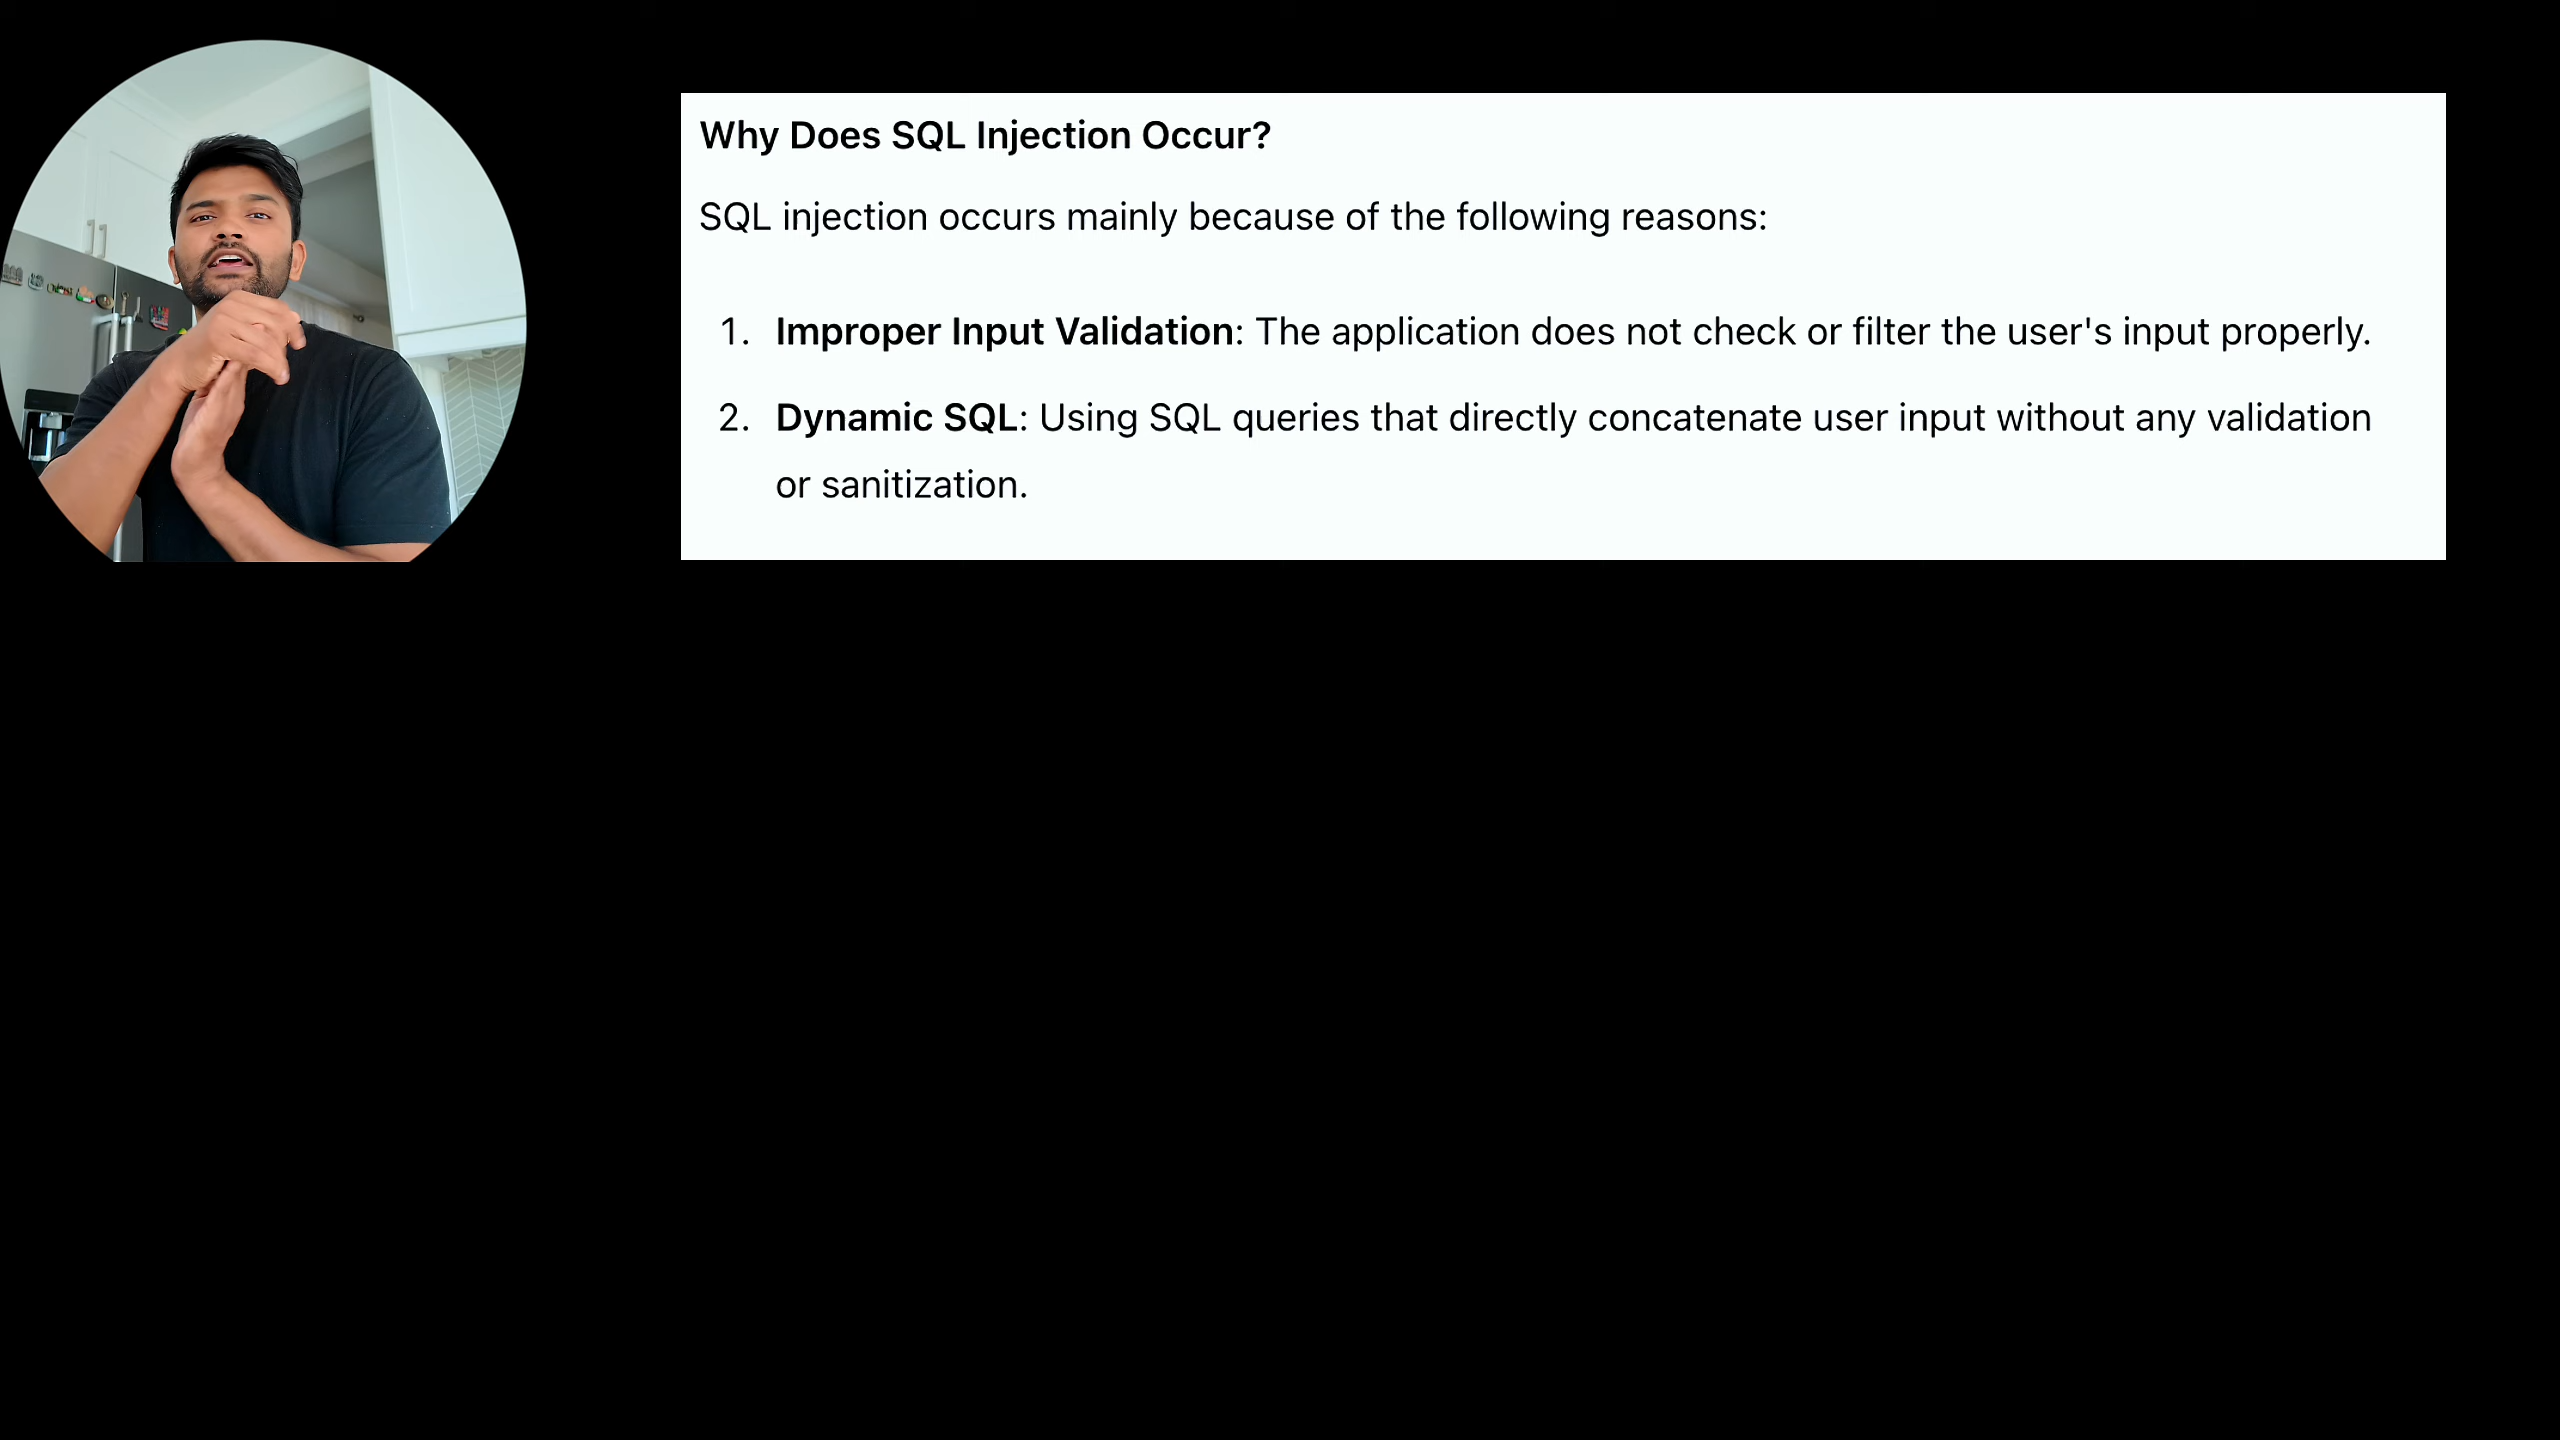 Why Does SQL Injection Occur?
SQL injection occurs mainly because of the following reasons:
1. Improper Input Validation: The application does not check or filter the user's input properly.
2. Dynamic SQL: Using SQL queries that directly concatenate user input without any validation
or sanitization.